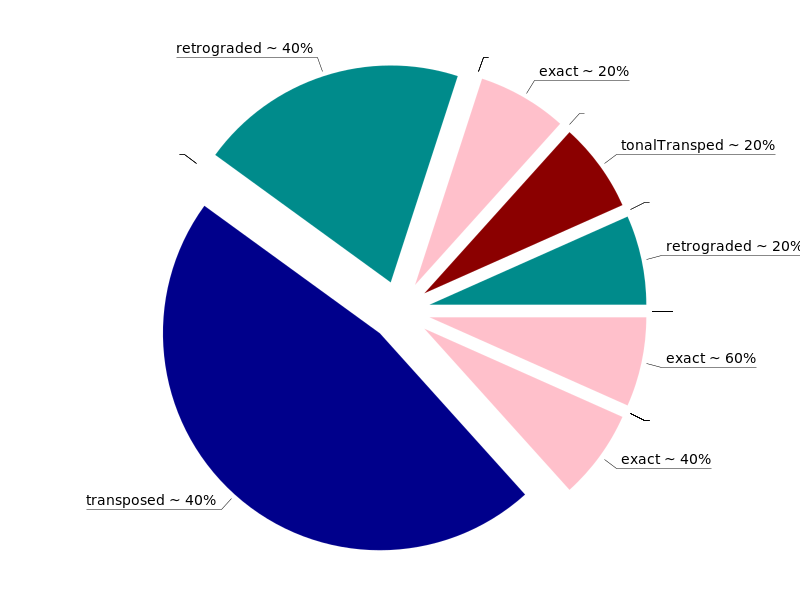 retrograded ~ 40%
exact ~ 20%
tonalTransped ~ 20%
retrograded ~ 20%
exact ~ 60%
exact ~ 40%
transposed ~ 40%